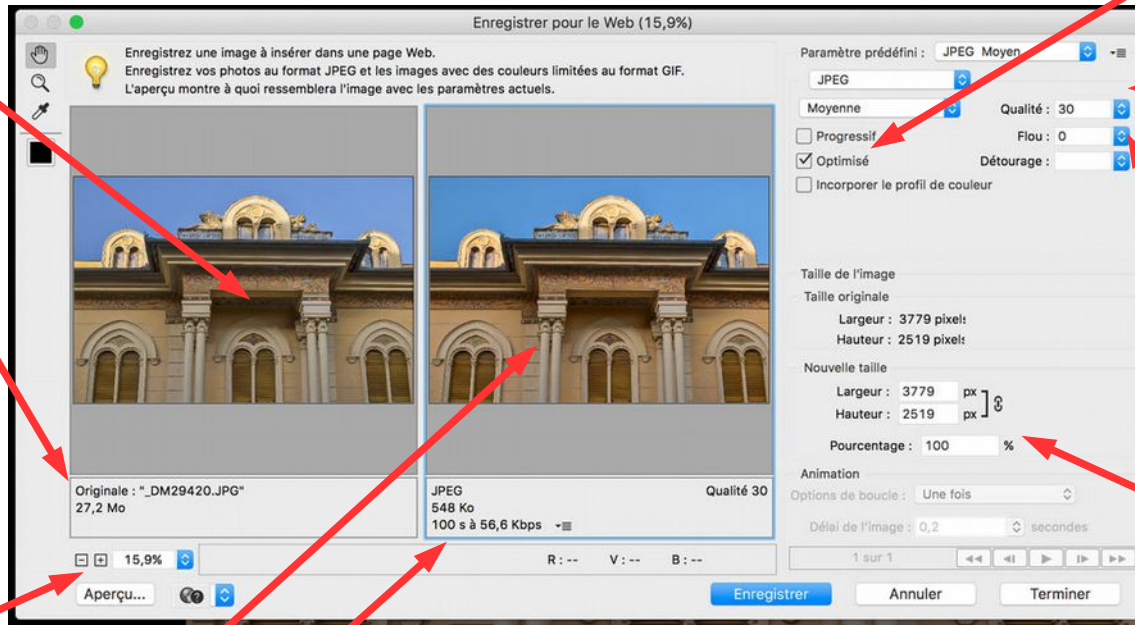 Enregistrer pour le Web (15,9%)
Enregistrez une image à insérer dans une page Web.
Enregistrez vos photos au format JPEG et les images avec des couleurs limitées au format GIF.
L'aperçu montre à quoi ressemblera l'image avec les paramètres actuels.
Originale : "_DM29420.JPG"
27,2 Mo
JPEG Qualité 30
548 Ko
100 s à 56,6 Kbps
Paramètre prédéfini : JPEG Moyen
JPEG
Moyenne Qualité : 30
Progressif Flou : 0
Optimisé Détourage :
Incorporer le profil de couleur
Taille de l'image
Taille originale
Largeur : 3779 pixels
Hauteur : 2519 pixels
Nouvelle taille
Largeur : 3779 px
Hauteur : 2519 px
Pourcentage : 100 %
Animation
Options de boucle : Une fois
Délai de l'image : 0,2 secondes
1 sur 1
15,9% R : -- V : -- B : --
Aperçu... Enregistrer Annuler Terminer